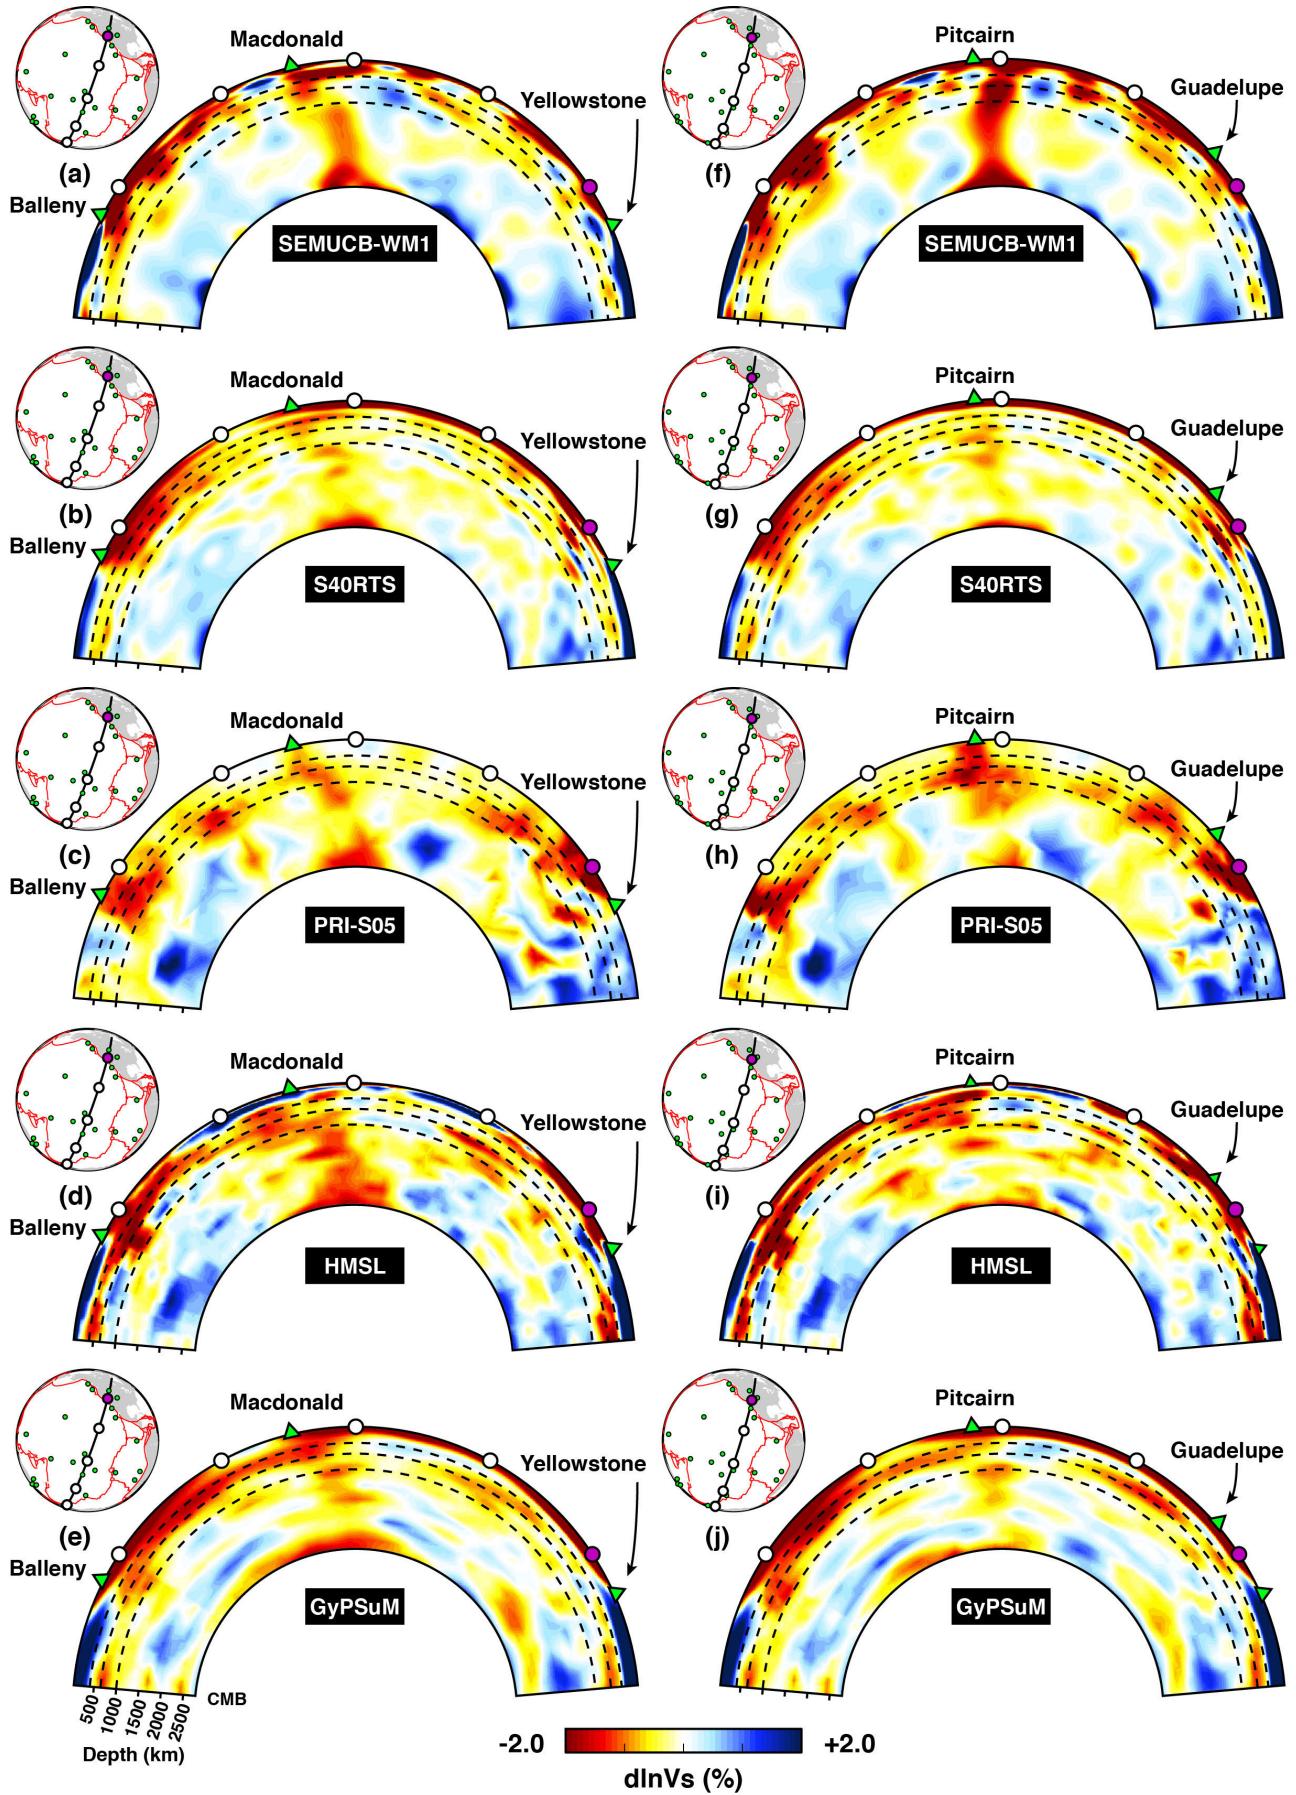 Macdonald
Yellowstone
(a)
Balleny
SEMUCB-WM1
Pitcairn
Guadelupe
(f)
SEMUCB-WM1
Macdonald
Yellowstone
(b)
Balleny
S40RTS
Pitcairn
Guadelupe
(g)
S40RTS
Macdonald
Yellowstone
(c)
Balleny
PRI-S05
Pitcairn
Guadelupe
(h)
PRI-S05
Macdonald
Yellowstone
(d)
Balleny
HMSL
Pitcairn
Guadelupe
(i)
HMSL
Macdonald
Yellowstone
(e)
Balleny
GyPSuM
Pitcairn
Guadelupe
(j)
GyPSuM
500
1000
1500
2000
2500
CMB
Depth (km)
-2.0
+2.0
dlnVs (%)